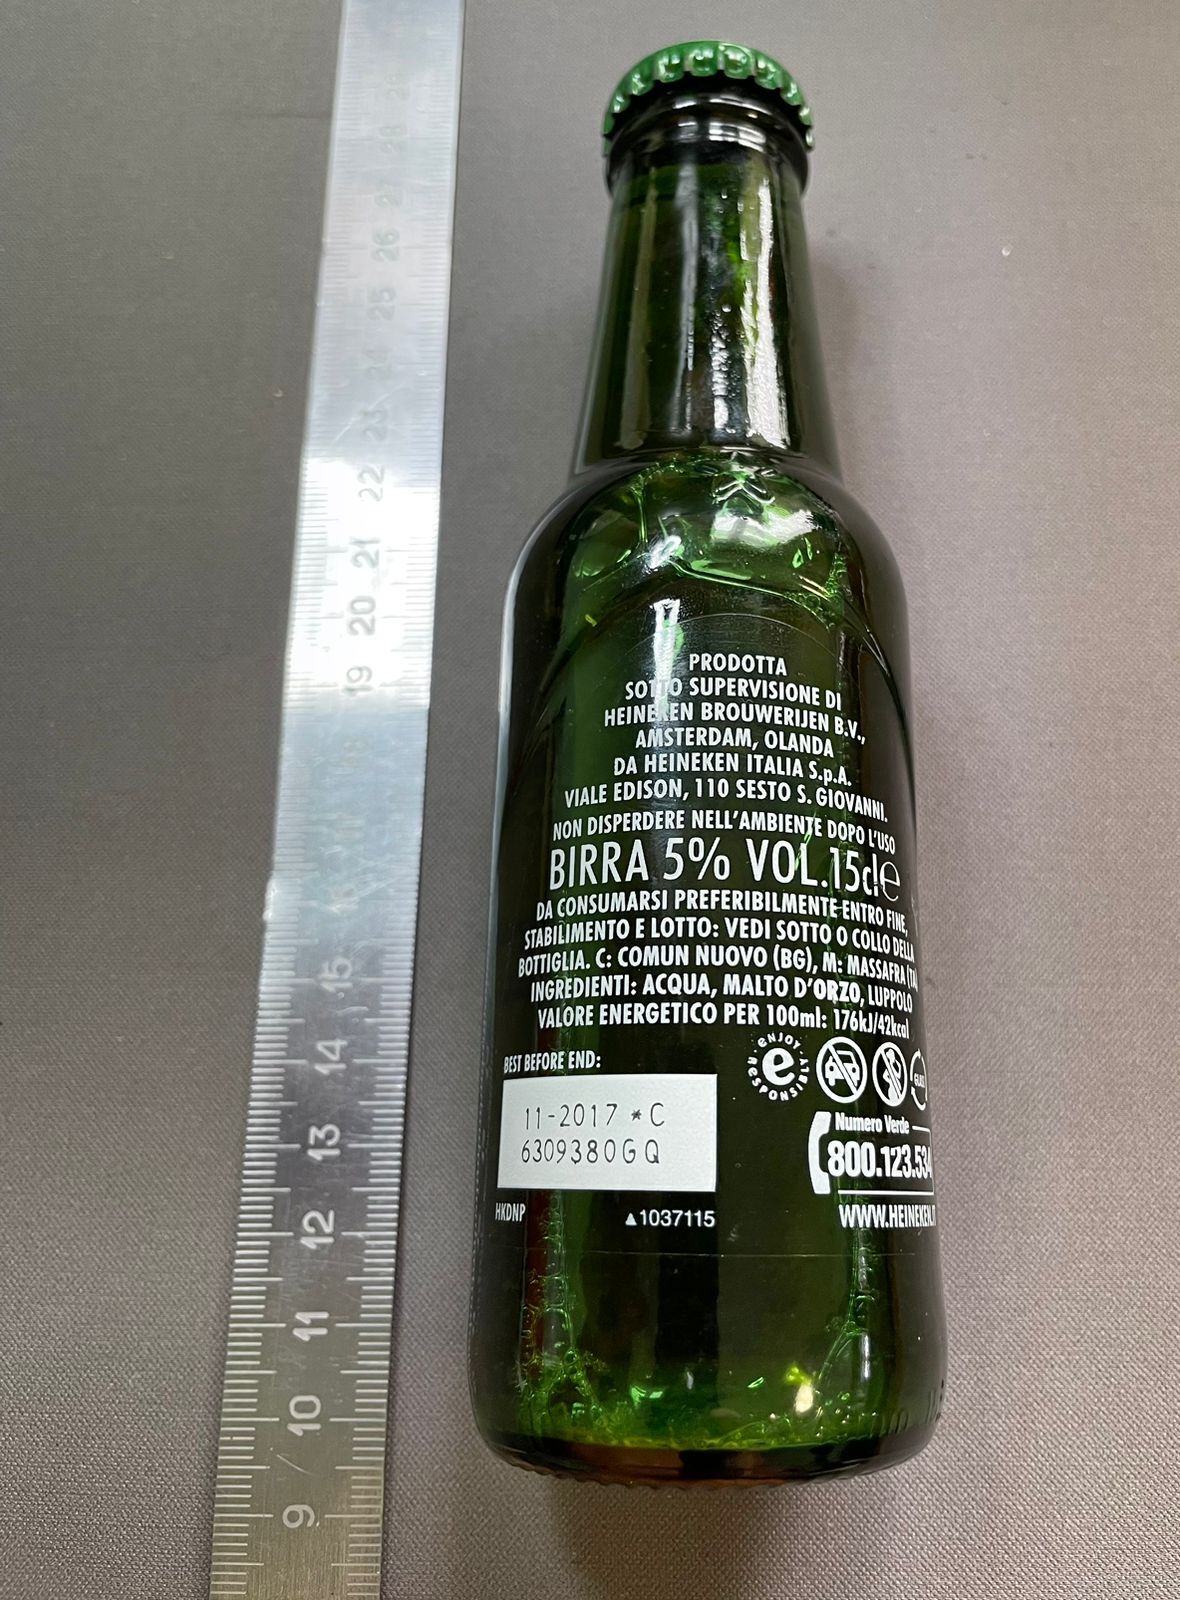 PRODOTTA
SOTTO SUPERVISIONE DI
HEINEKEN BROUWERIJEN B.V.,
AMSTERDAM, OLANDA
DA HEINEKEN ITALIA S.p.A.
VIALE EDISON, 110 SESTO S. GIOVANNI.
NON DISPERDERE NELL'AMBIENTE DOPO L'USO
BIRRA 5% VOL.15cl℮
DA CONSUMARSI PREFERIBILMENTE ENTRO FINE,
STABILIMENTO E LOTTO: VEDI SOTTO O COLLO DELLA
BOTTIGLIA. C: COMUN NUOVO (BG), M: MASSAFRA (TA)
INGREDIENTI: ACQUA, MALTO D'ORZO, LUPPOLO
VALORE ENERGETICO PER 100ml: 176kJ/42kcal
ENJOY e RESPONSIBLY
BEST BEFORE END:
11-2017 *C
6309380GQ
HKDNP
▲1037115
Numero Verde
800.123.534
WWW.HEINEKEN.
28
27
26
25
24
23
22
21
20
19
15
14
13
12
11
10
9